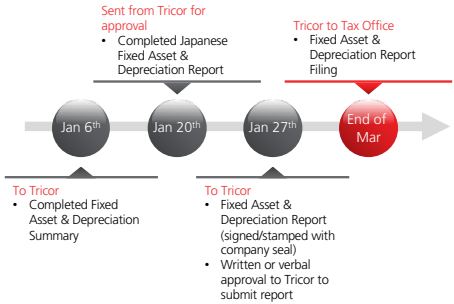 Sent from Tricor for
approval
• Completed Japanese
Fixed Asset &
Depreciation Report
Tricor to Tax Office
• Fixed Asset &
Depreciation Report
Filing
Jan 6th
Jan 20th
Jan 27th
End of
Mar
To Tricor
• Completed Fixed
Asset & Depreciation
Summary
To Tricor
• Fixed Asset &
Depreciation Report
(signed/stamped with
company seal)
• Written or verbal
approval to Tricor to
submit report